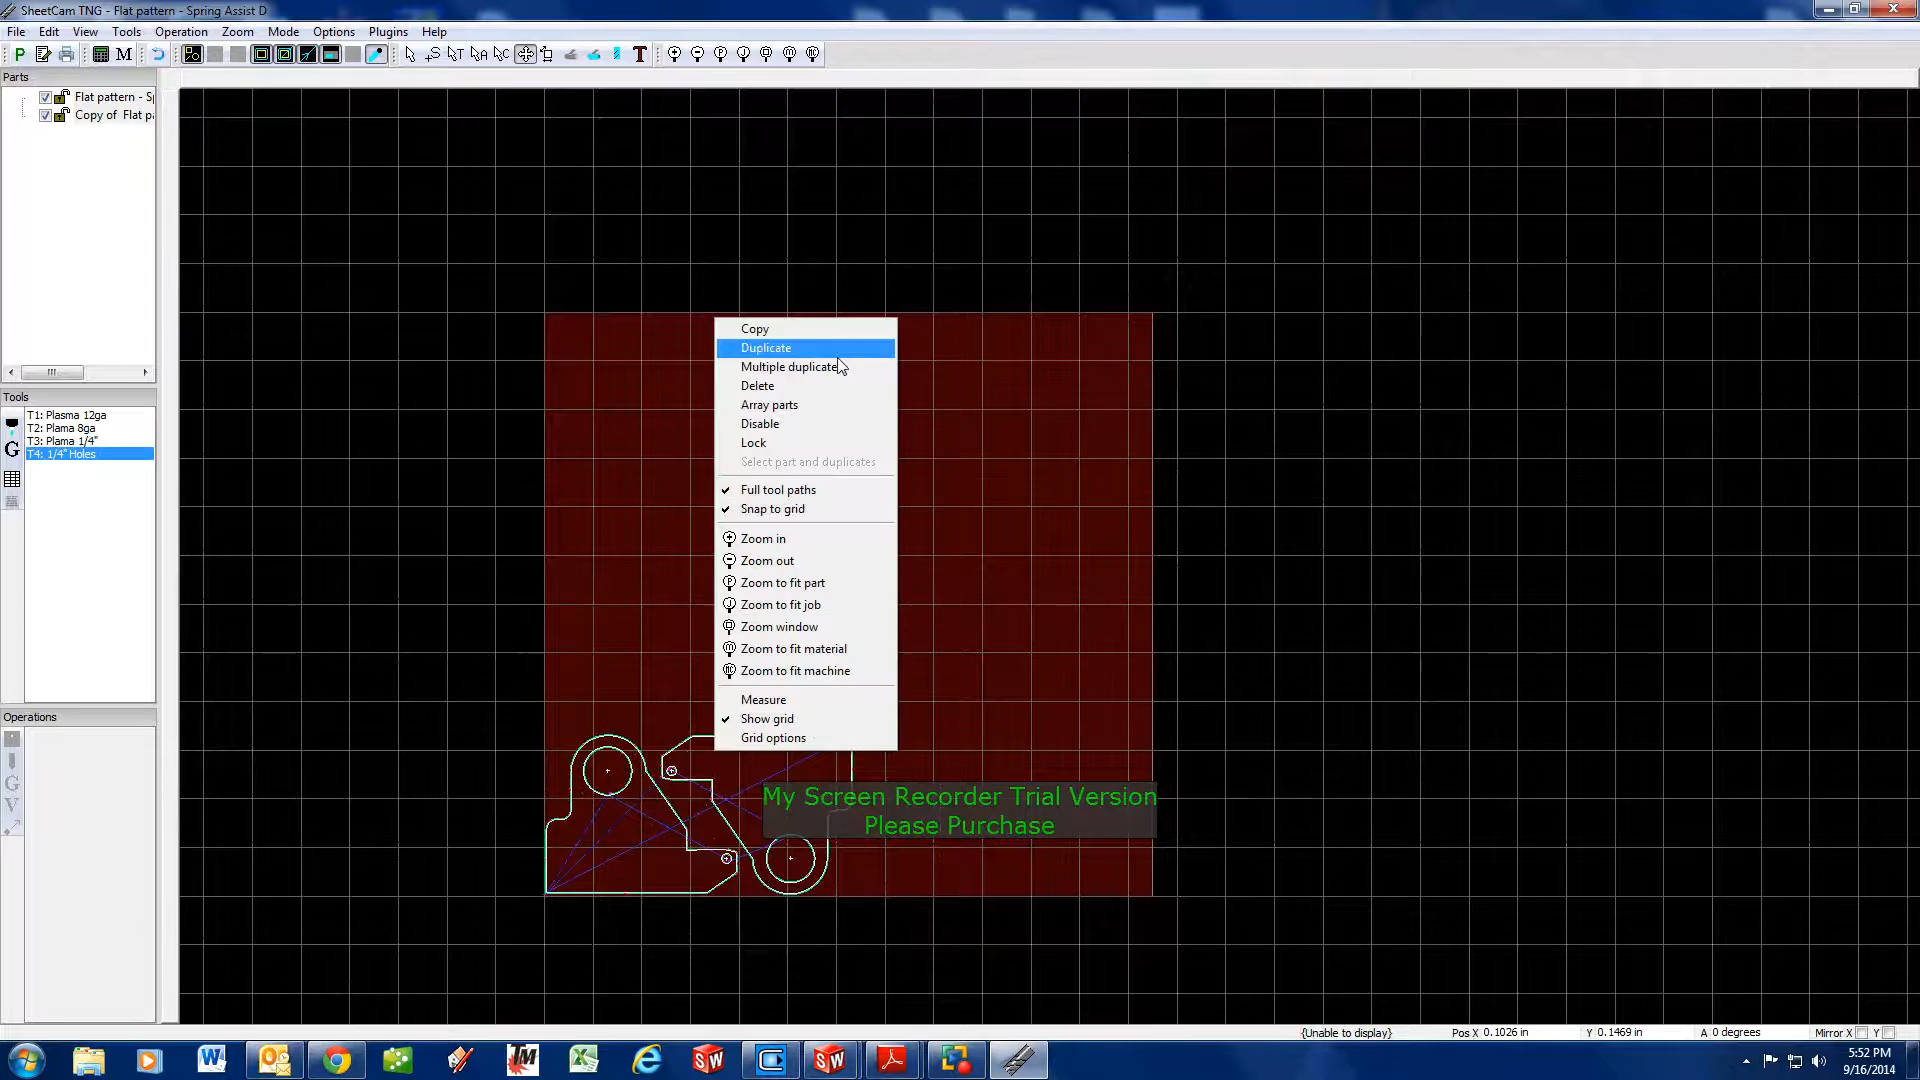 SheetCam TNG - Flat pattern - Spring Assist D
File Edit View Tools Operation Zoom Mode Options Plugins Help
Parts
Flat pattern - Sp
Copy of Flat pa
Tools
T1: Plasma 12ga
T2: Plama 8ga
T3: Plama 1/4"
T4: 1/4" Holes
Operations
Copy
Duplicate
Multiple duplicate
Delete
Array parts
Disable
Lock
Select part and duplicates
Full tool paths
Snap to grid
Zoom in
Zoom out
Zoom to fit part
Zoom to fit job
Zoom window
Zoom to fit material
Zoom to fit machine
Measure
Show grid
Grid options
My Screen Recorder Trial Version
Please Purchase
{Unable to display} Pos X 0.1026 in Y 0.1469 in A 0 degrees Mirror X Y
5:52 PM
9/16/2014